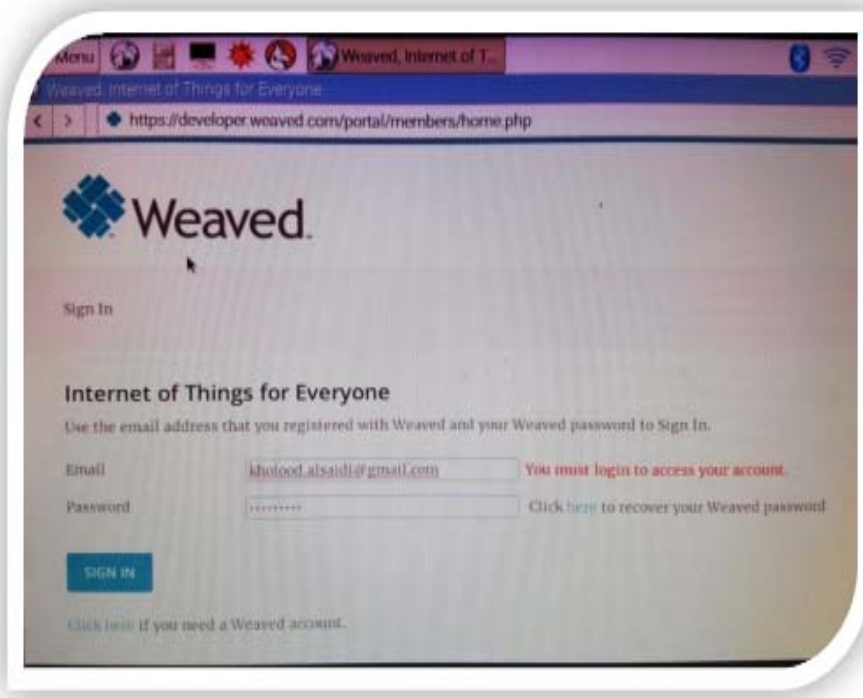 Menu Weaved, Internet of T...
Weaved, Internet of Things for Everyone
< > https://developer.weaved.com/portal/members/home.php
Weaved.
Sign In
Internet of Things for Everyone
Use the email address that you registered with Weaved and your Weaved password to Sign In.
Email kholood.alsaidi@gmail.com You must login to access your account.
Password ········· Click here to recover your Weaved password
SIGN IN
Click here if you need a Weaved account.